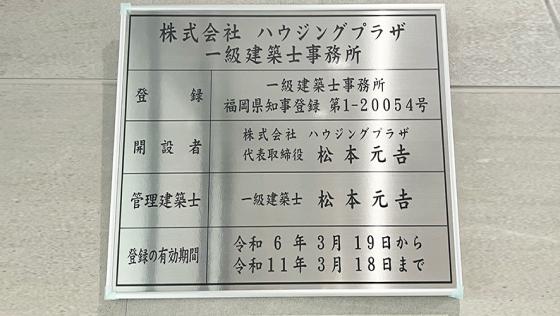 株式会社 ハウジングプラザ
一級建築士事務所
登録
一級建築士事務所
福岡県知事登録 第1-20054号
開設者
株式会社 ハウジングプラザ
代表取締役 松本元𠮷
管理建築士
一級建築士 松本元𠮷
登録の有効期間
令和 6 年 3月 19日から
令和11年 3月 18日まで